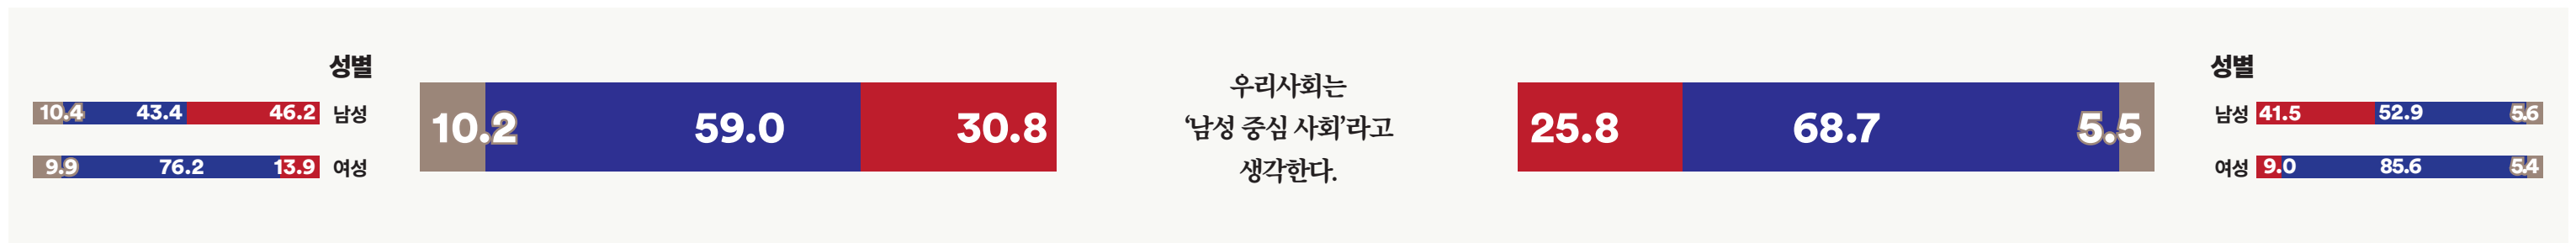 성별
10.4 43.4 46.2 남성
9.9 76.2 13.9 여성
10.2 59.0 30.8
우리사회는
‘남성 중심 사회’라고
생각한다.
25.8 68.7 5.5
성별
남성 41.5 52.9 5.6
여성 9.0 85.6 5.4